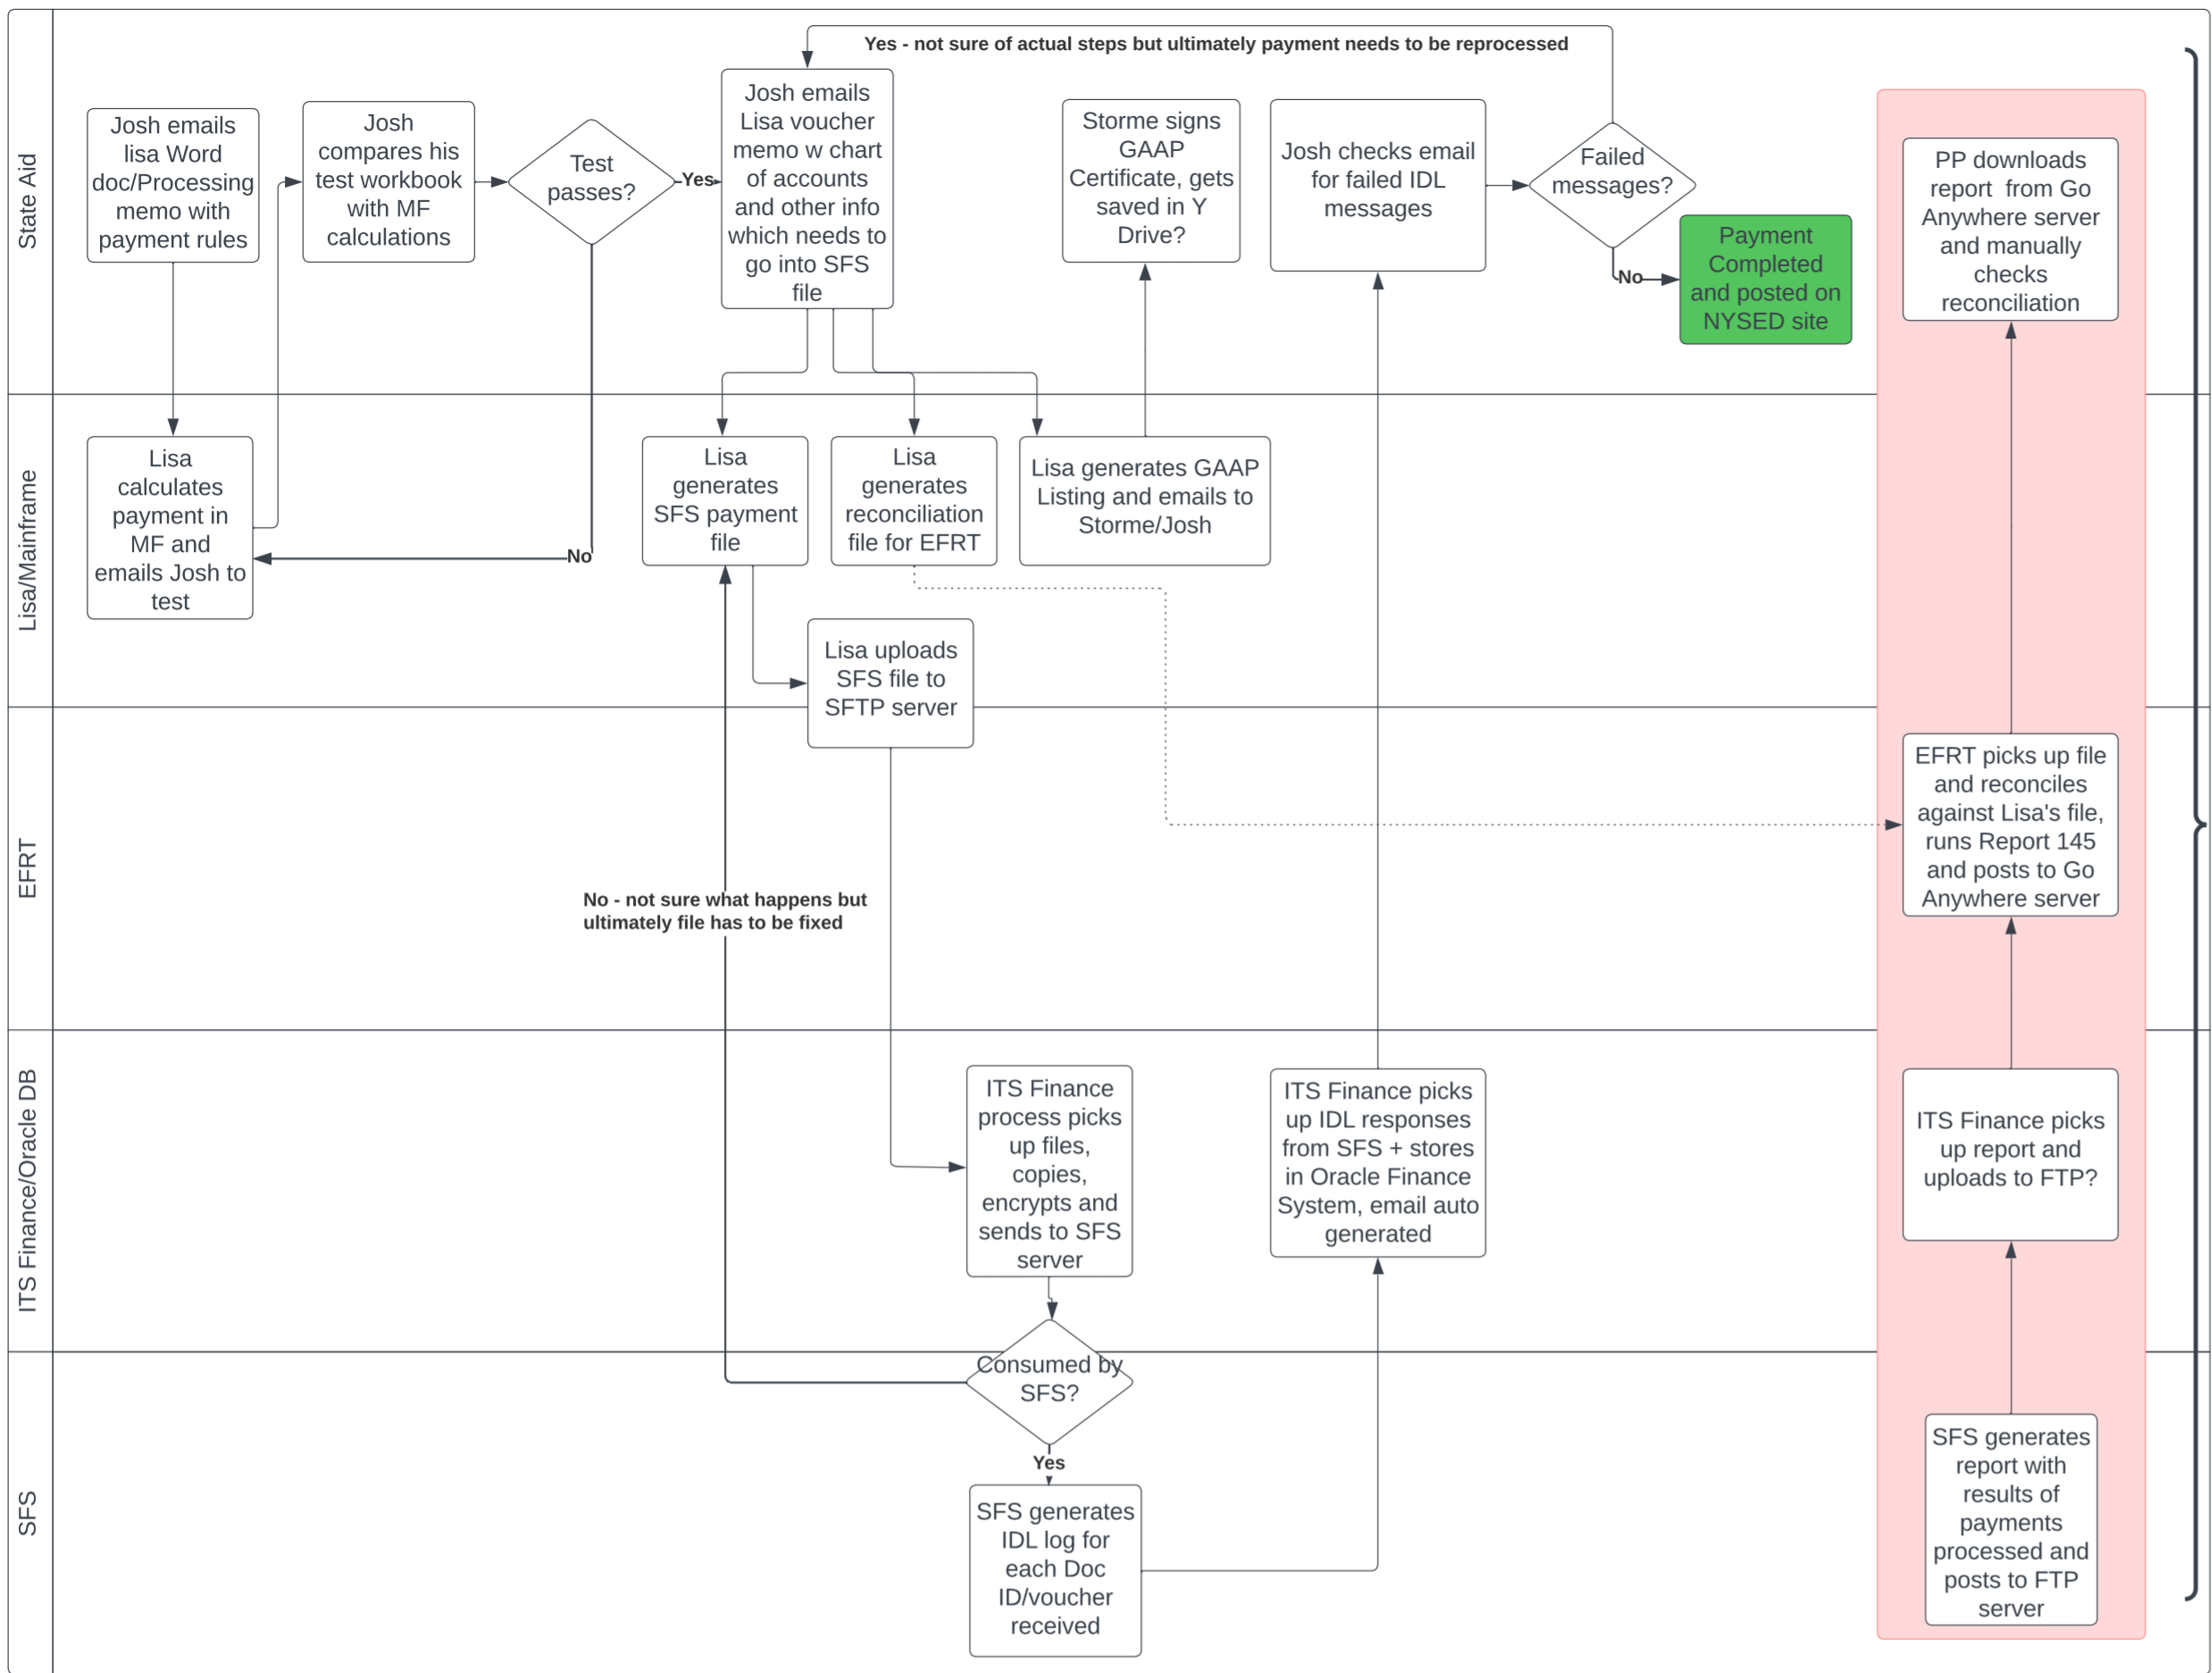 Yes - not sure of actual steps but ultimately payment needs to be reprocessed
State Aid
Josh emails
lisa Word
doc/Processing
memo with
payment rules
Josh
compares his
test workbook
with MF
calculations
Test
passes?
Yes
Josh emails
Lisa voucher
memo w chart
of accounts
and other info
which needs to
go into SFS
file
Storme signs
GAAP
Certificate, gets
saved in Y
Drive?
Josh checks email
for failed IDL
messages
Failed
messages?
No
Payment
Completed
and posted on
NYSED site
PP downloads
report from Go
Anywhere server
and manually
checks
reconciliation
Lisa/Mainframe
Lisa
calculates
payment in
MF and
emails Josh to
test
No
Lisa
generates
SFS payment
file
Lisa
generates
reconciliation
file for EFRT
Lisa generates GAAP
Listing and emails to
Storme/Josh
Lisa uploads
SFS file to
SFTP server
EFRT
No - not sure what happens but
ultimately file has to be fixed
EFRT picks up file
and reconciles
against Lisa's file,
runs Report 145
and posts to Go
Anywhere server
ITS Finance/Oracle DB
ITS Finance
process picks
up files,
copies,
encrypts and
sends to SFS
server
ITS Finance picks
up IDL responses
from SFS + stores
in Oracle Finance
System, email auto
generated
ITS Finance picks
up report and
uploads to FTP?
SFS
Consumed by
SFS?
Yes
SFS generates
IDL log for
each Doc
ID/voucher
received
SFS generates
report with
results of
payments
processed and
posts to FTP
server